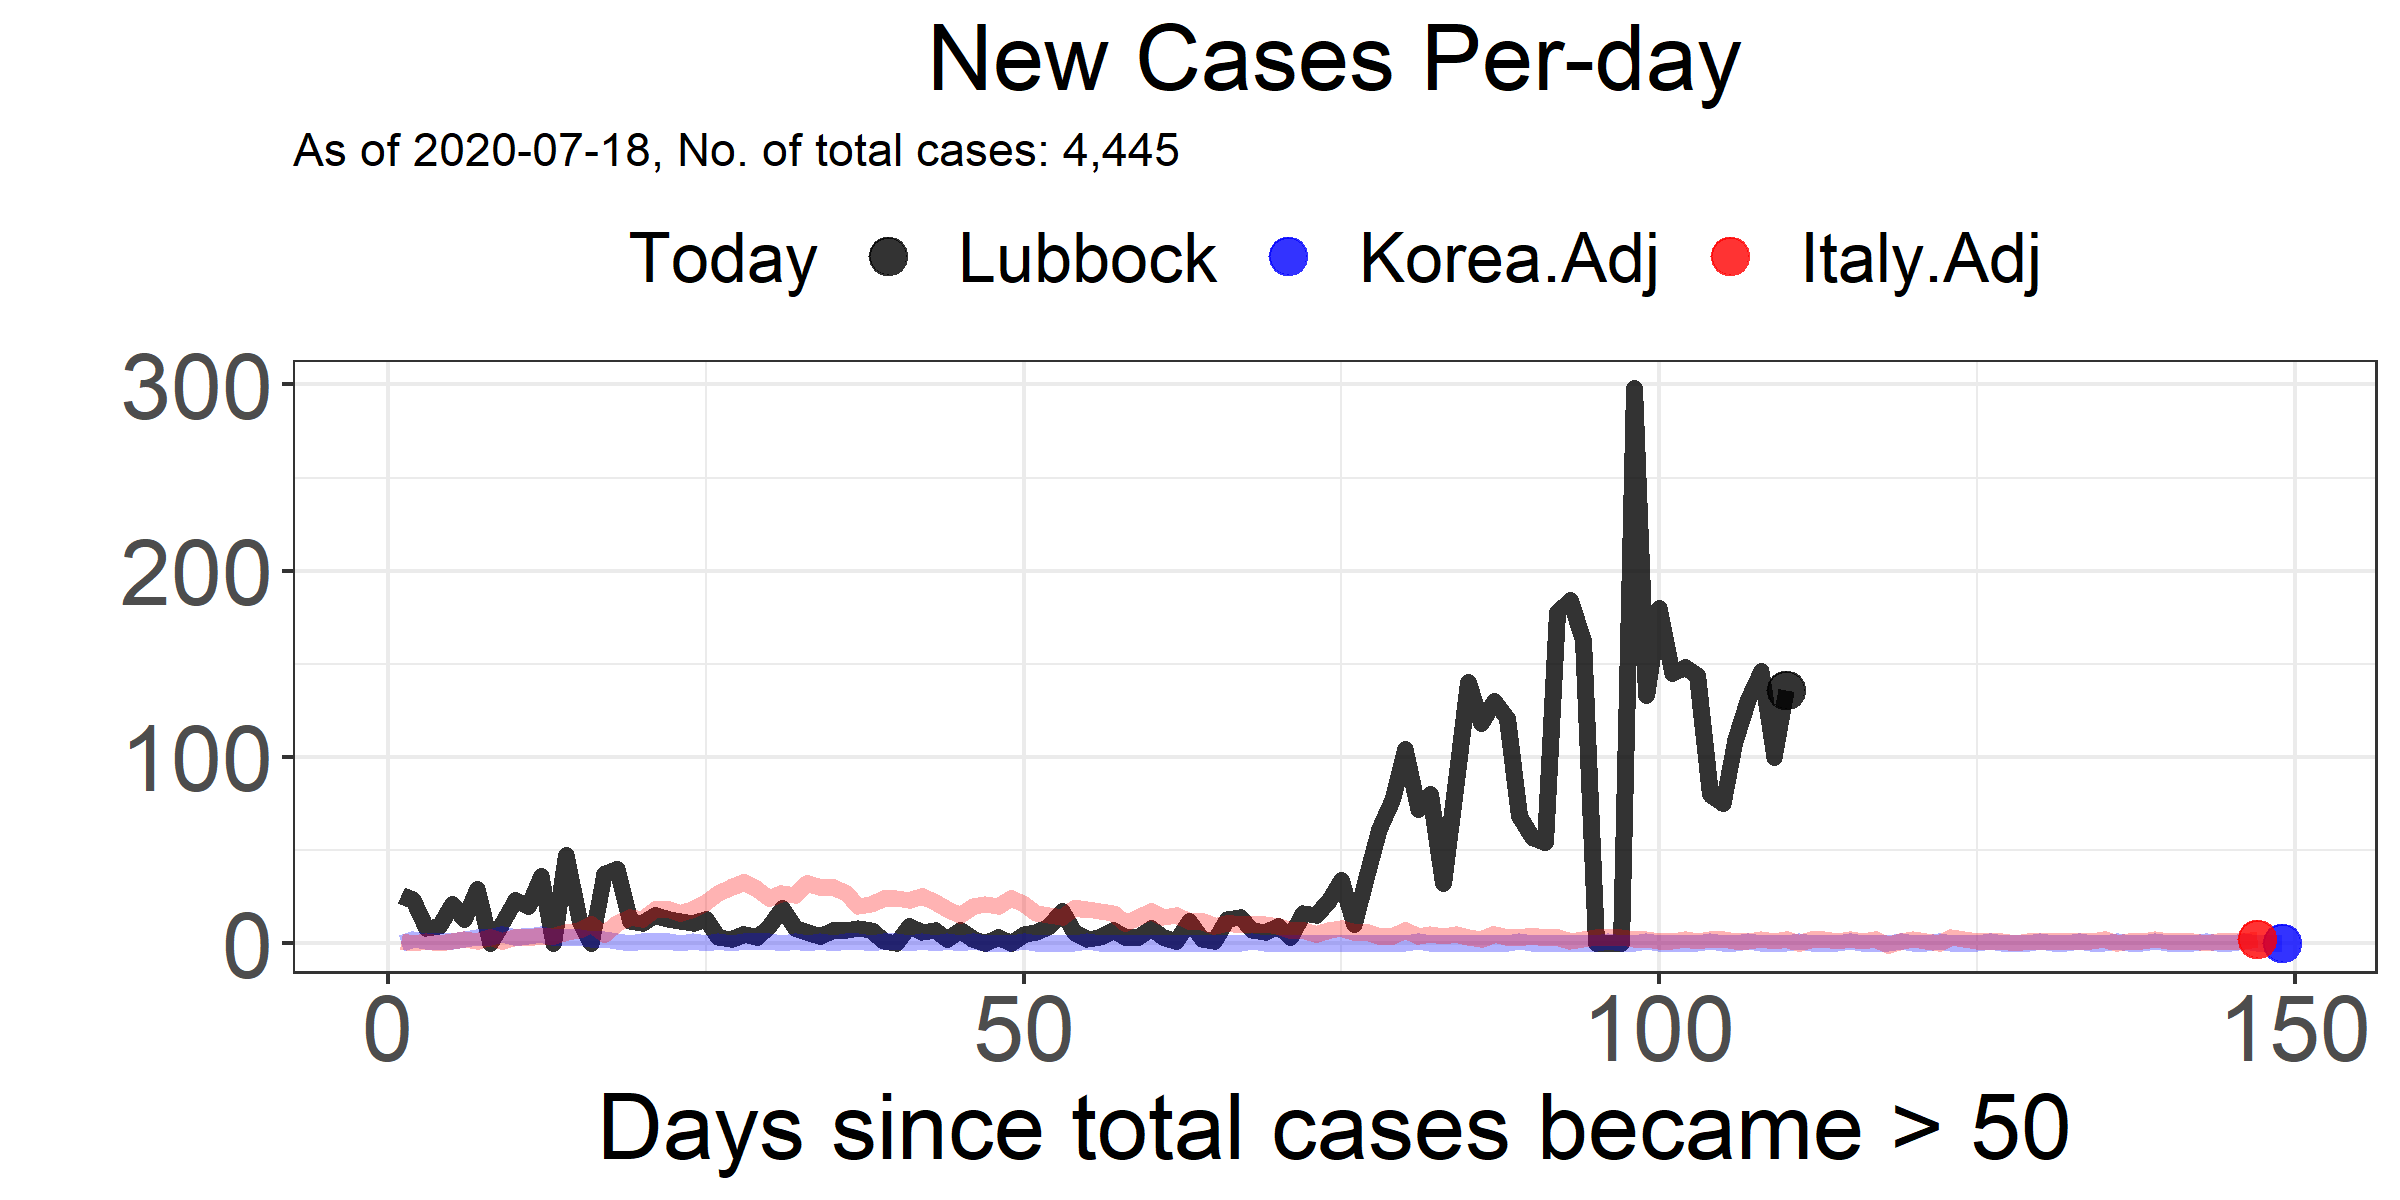 New Cases Per-day
As of 2020-07-18, No. of total cases: 4,445
Today Lubbock Korea.Adj Italy.Adj
300
200
100
0
0 50 100 150
Days since total cases became > 50